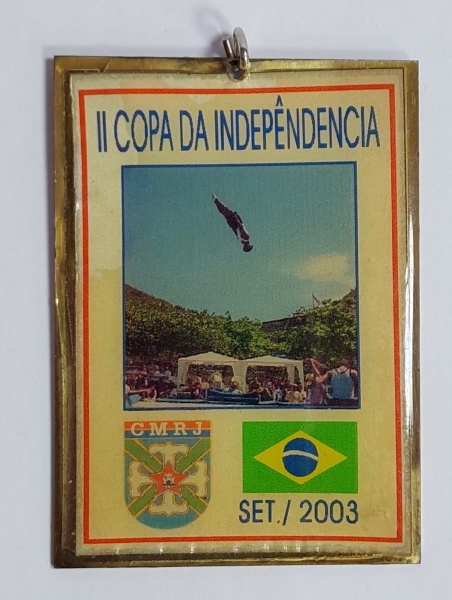 II COPA DA INDEPÊNDENCIA
CMRJ
SET./ 2003